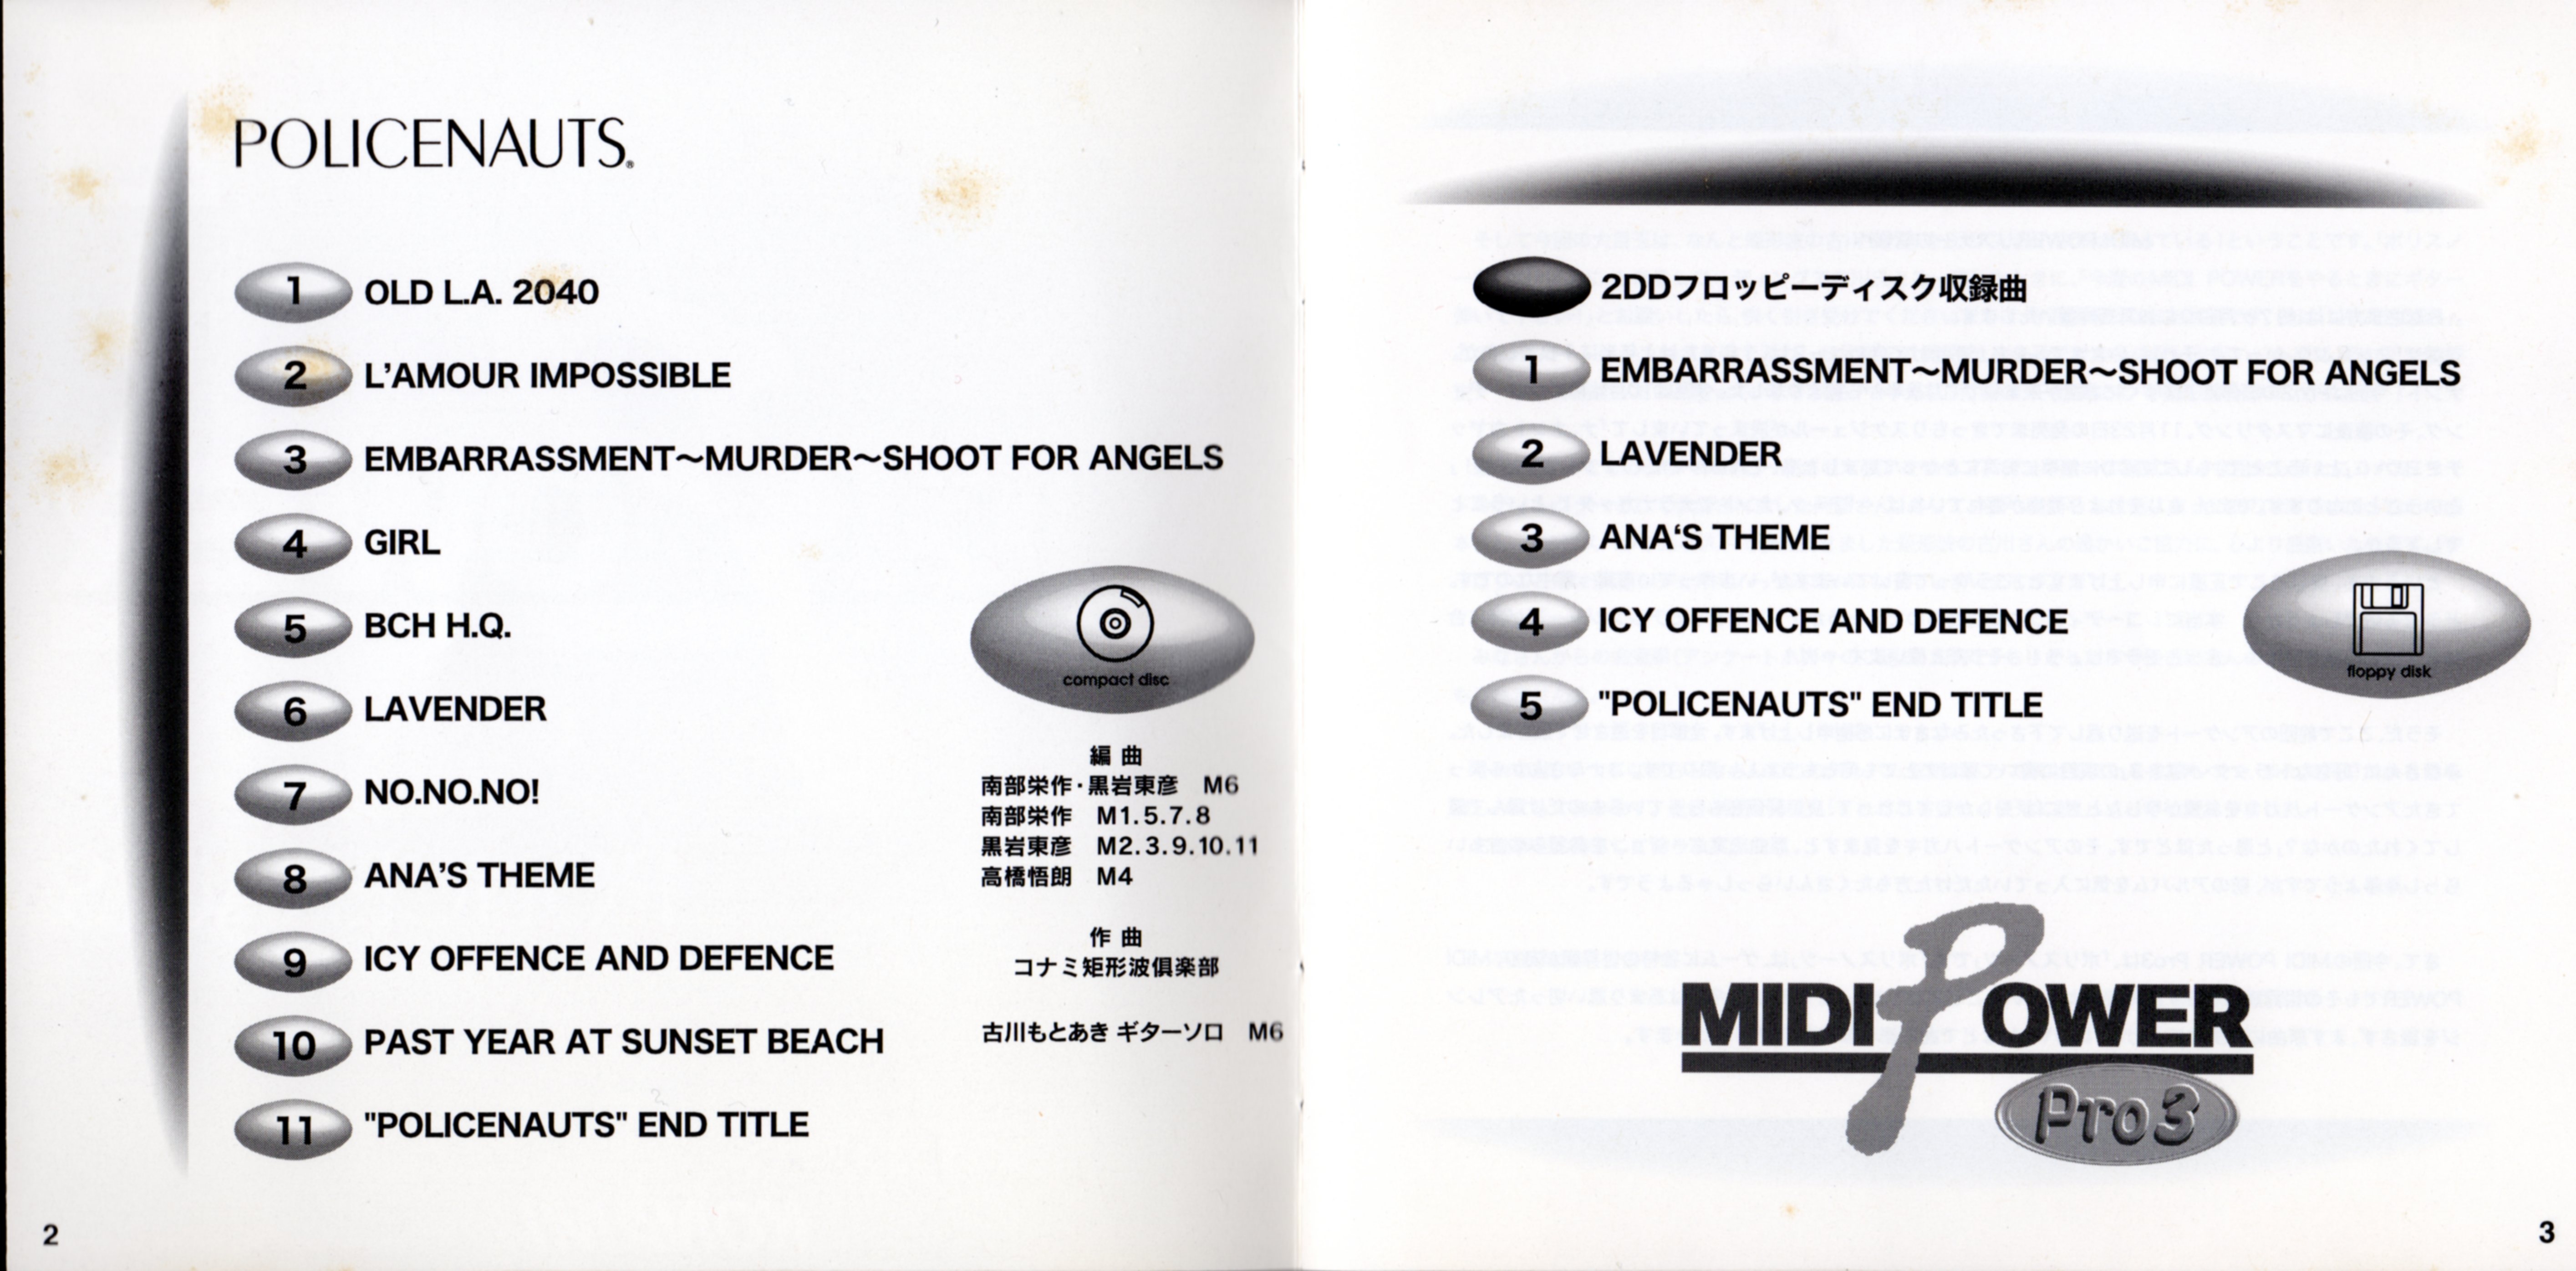 POLICENAUTS®
1 OLD L.A. 2040
2 L'AMOUR IMPOSSIBLE
3 EMBARRASSMENT～MURDER～SHOOT FOR ANGELS
4 GIRL
5 BCH H.Q.
6 LAVENDER
7 NO.NO.NO!
8 ANA'S THEME
9 ICY OFFENCE AND DEFENCE
10 PAST YEAR AT SUNSET BEACH
11 "POLICENAUTS" END TITLE
compact disc
編 曲
南部栄作・黒岩東彦 M6
南部栄作 M1.5.7.8
黒岩東彦 M2.3.9.10.11
高橋悟朗 M4
作 曲
コナミ矩形波倶楽部
古川もとあき ギターソロ M6
2
2DDフロッピーディスク収録曲
1 EMBARRASSMENT～MURDER～SHOOT FOR ANGELS
2 LAVENDER
3 ANA‘S THEME
4 ICY OFFENCE AND DEFENCE
5 "POLICENAUTS" END TITLE
floppy disk
MIDI POWER
Pro3
3